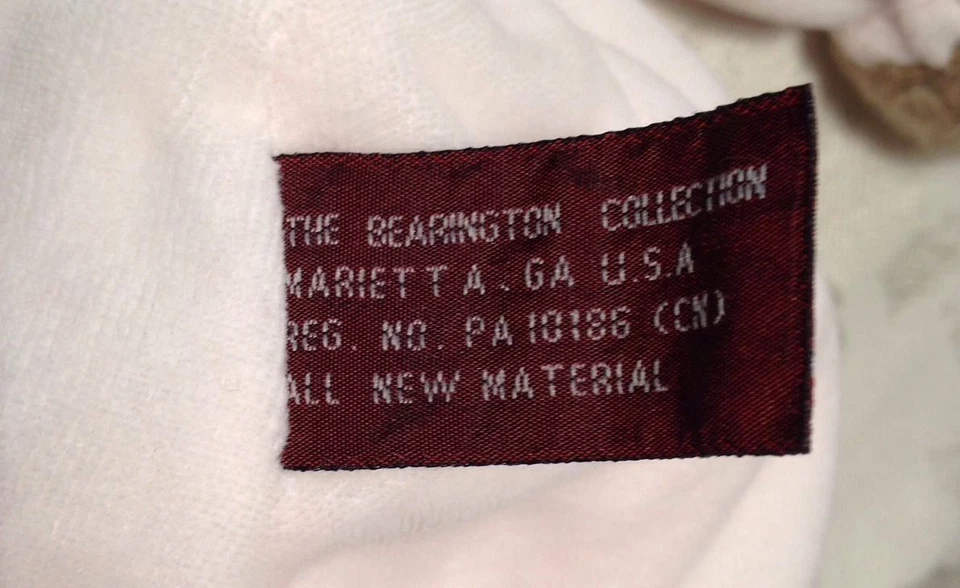 THE BEARINGTON COLLECTION
MARIETTA, GA U.S.A
REG. NO. PA 10186 (CN)
ALL NEW MATERIAL